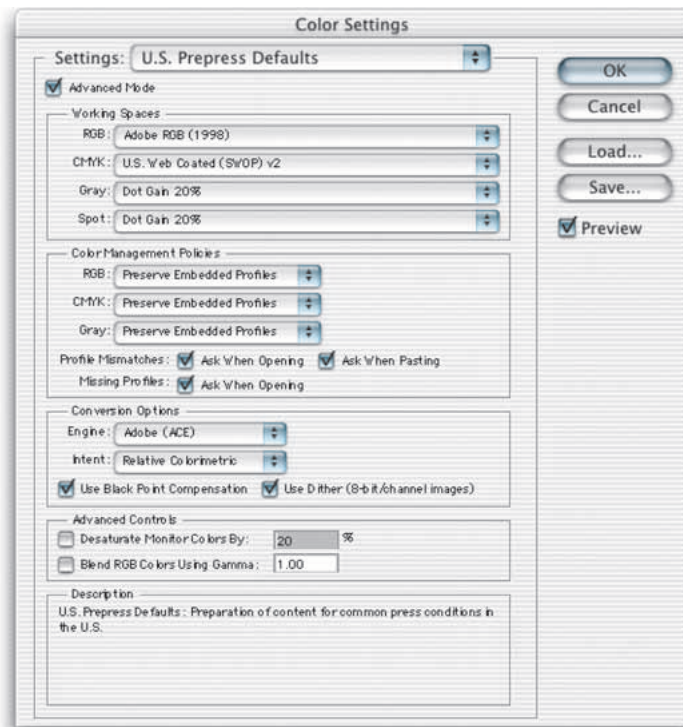 Color Settings
Settings: U.S. Prepress Defaults
Advanced Mode
Working Spaces
RGB: Adobe RGB (1998)
CMYK: U.S. Web Coated (SWOP) v2
Gray: Dot Gain 20%
Spot: Dot Gain 20%
Color Management Policies
RGB: Preserve Embedded Profiles
CMYK: Preserve Embedded Profiles
Gray: Preserve Embedded Profiles
Profile Mismatches: Ask When Opening Ask When Pasting
Missing Profiles: Ask When Opening
Conversion Options
Engine: Adobe (ACE)
Intent: Relative Colorimetric
Use Black Point Compensation Use Dither (8-bit/channel images)
Advanced Controls
Desaturate Monitor Colors By: 20 %
Blend RGB Colors Using Gamma: 1.00
Description
U.S. Prepress Defaults: Preparation of content for common press conditions in
the U.S.
OK
Cancel
Load...
Save...
Preview